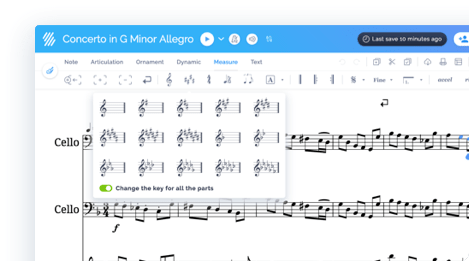 Concerto in G Minor Allegro
Last save 10 minutes ago
Note Articulation Ornament Dynamic Measure Text
A Fine
Cello
Change the key for all the parts
Cello
f